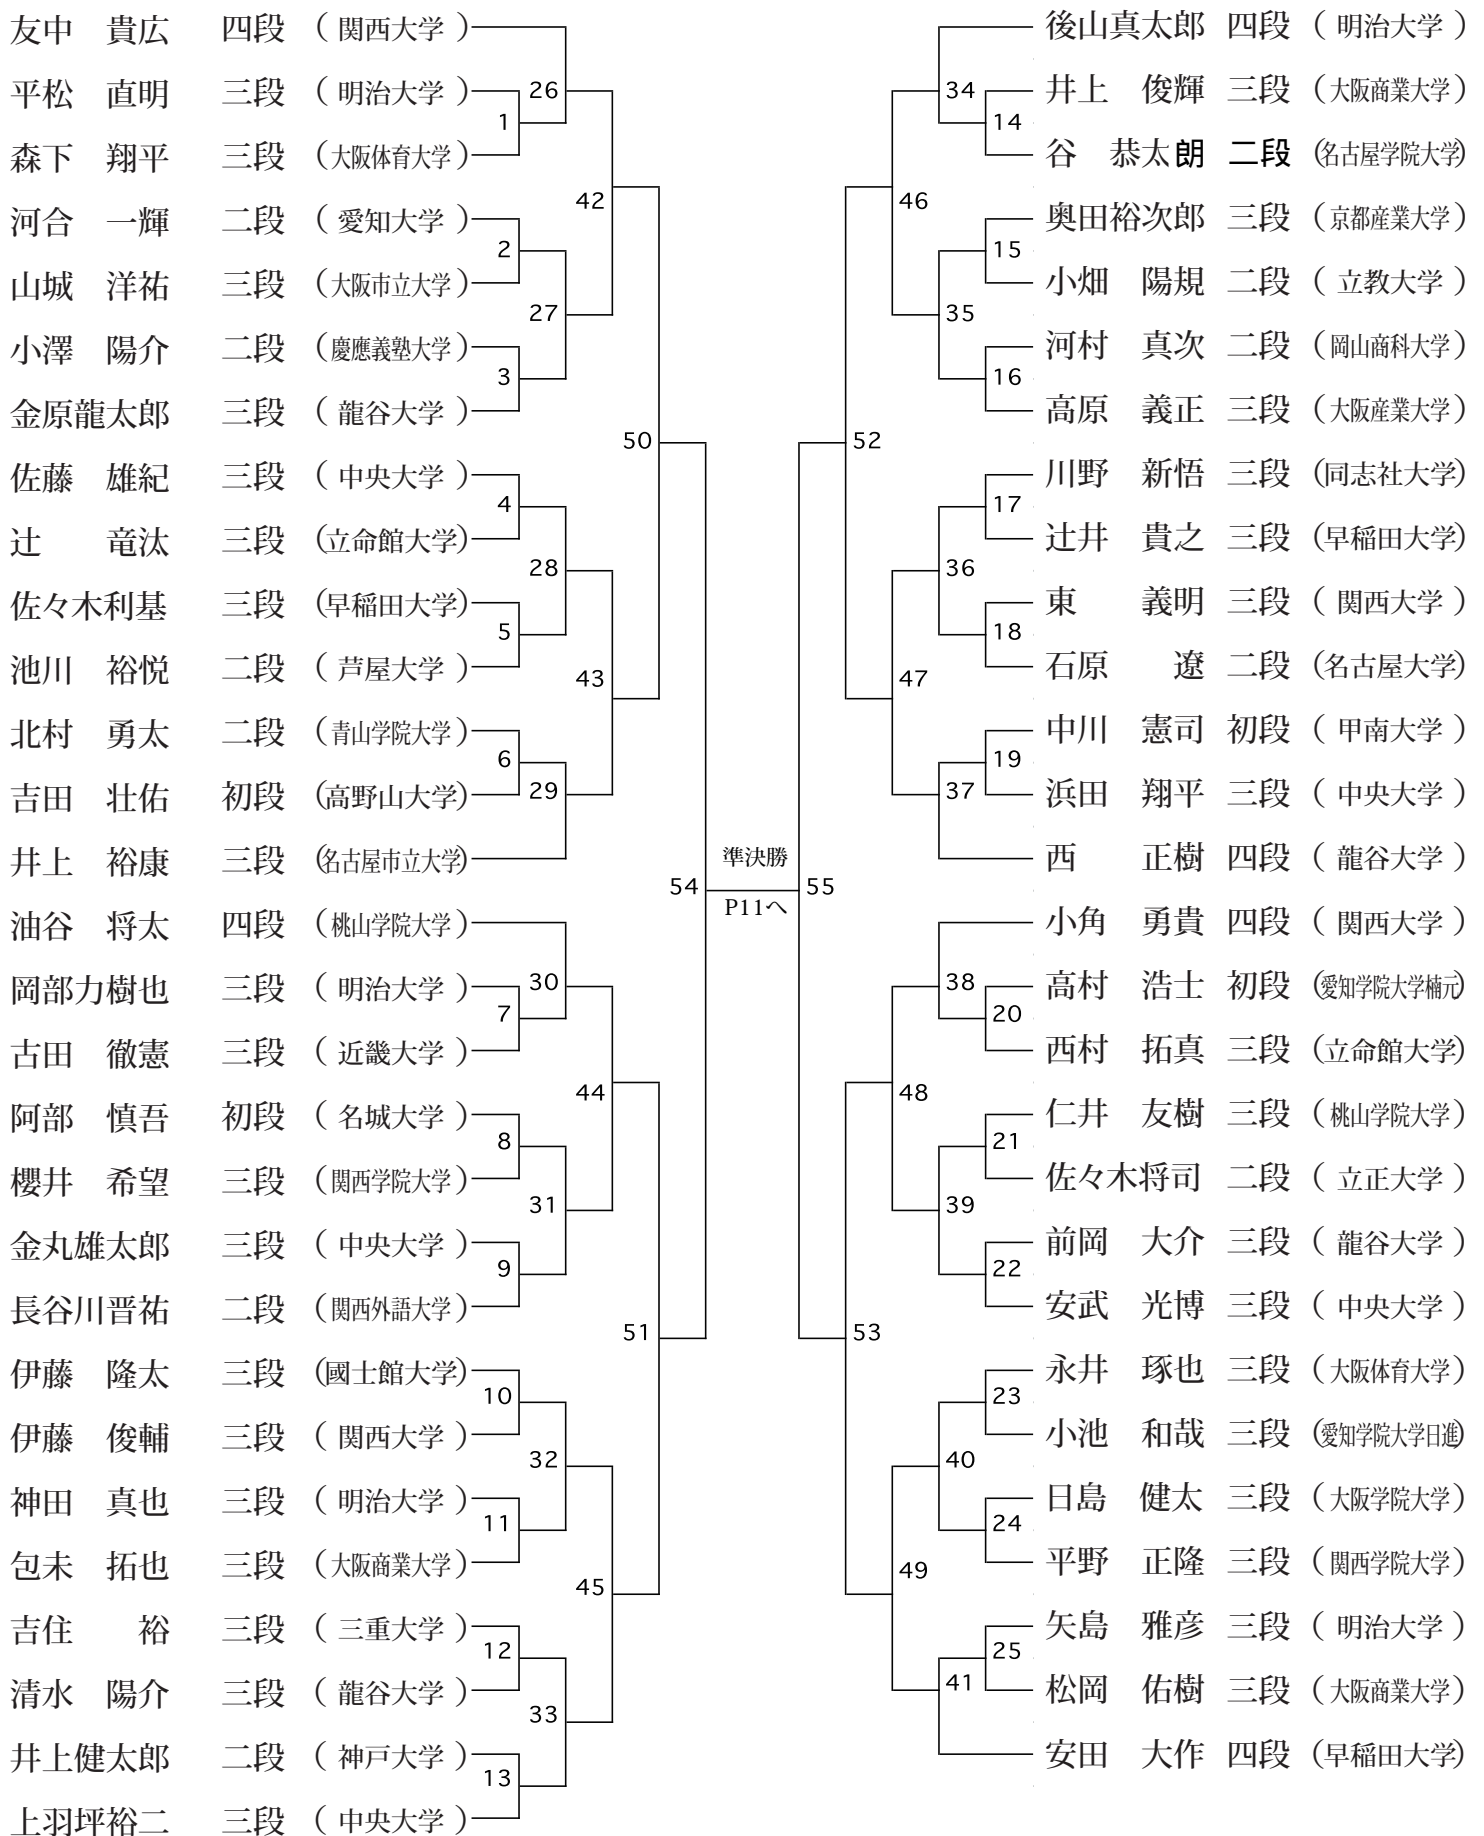 友中　貴広　四段　（ 関西大学 ）
平松　直明　三段　（ 明治大学 ）
森下　翔平　三段　（大阪体育大学）
河合　一輝　二段　（ 愛知大学 ）
山城　洋祐　三段　（大阪市立大学）
小澤　陽介　二段　（慶應義塾大学）
金原龍太郎　三段　（ 龍谷大学 ）
佐藤　雄紀　三段　（ 中央大学 ）
辻　　竜汰　三段　（立命館大学）
佐々木利基　三段　（早稲田大学）
池川　裕悦　二段　（ 芦屋大学 ）
北村　勇太　二段　（青山学院大学）
吉田　壮佑　初段　（高野山大学）
井上　裕康　三段　（名古屋市立大学）
油谷　将太　四段　（桃山学院大学）
岡部力樹也　三段　（ 明治大学 ）
古田　徹憲　三段　（ 近畿大学 ）
阿部　慎吾　初段　（ 名城大学 ）
櫻井　希望　三段　（関西学院大学）
金丸雄太郎　三段　（ 中央大学 ）
長谷川晋祐　二段　（関西外語大学）
伊藤　隆太　三段　（國士館大学）
伊藤　俊輔　三段　（ 関西大学 ）
神田　真也　三段　（ 明治大学 ）
包未　拓也　三段　（大阪商業大学）
吉住　　裕　三段　（ 三重大学 ）
清水　陽介　三段　（ 龍谷大学 ）
井上健太郎　二段　（ 神戸大学 ）
上羽坪裕二　三段　（ 中央大学 ）
1
2
3
4
5
6
7
8
9
10
11
12
13
26
27
28
29
30
31
32
33
42
43
44
45
50
51
54
準決勝
P11へ
55
52
53
46
47
48
49
34
35
36
37
38
39
40
41
14
15
16
17
18
19
20
21
22
23
24
25
後山真太郎　四段　（ 明治大学 ）
井上　俊輝　三段　（大阪商業大学）
谷　恭太朗　二段　（名古屋学院大学）
奥田裕次郎　三段　（京都産業大学）
小畑　陽規　二段　（ 立教大学 ）
河村　真次　二段　（岡山商科大学）
高原　義正　三段　（大阪産業大学）
川野　新悟　三段　（同志社大学）
辻井　貴之　三段　（早稲田大学）
東　　義明　三段　（ 関西大学 ）
石原　　遼　二段　（名古屋大学）
中川　憲司　初段　（ 甲南大学 ）
浜田　翔平　三段　（ 中央大学 ）
西　　正樹　四段　（ 龍谷大学 ）
小角　勇貴　四段　（ 関西大学 ）
高村　浩士　初段　（愛知学院大学楠元）
西村　拓真　三段　（立命館大学）
仁井　友樹　三段　（桃山学院大学）
佐々木将司　二段　（ 立正大学 ）
前岡　大介　三段　（ 龍谷大学 ）
安武　光博　三段　（ 中央大学 ）
永井　琢也　三段　（大阪体育大学）
小池　和哉　三段　（愛知学院大学日進）
日島　健太　三段　（大阪学院大学）
平野　正隆　三段　（関西学院大学）
矢島　雅彦　三段　（ 明治大学 ）
松岡　佑樹　三段　（大阪商業大学）
安田　大作　四段　（早稲田大学）